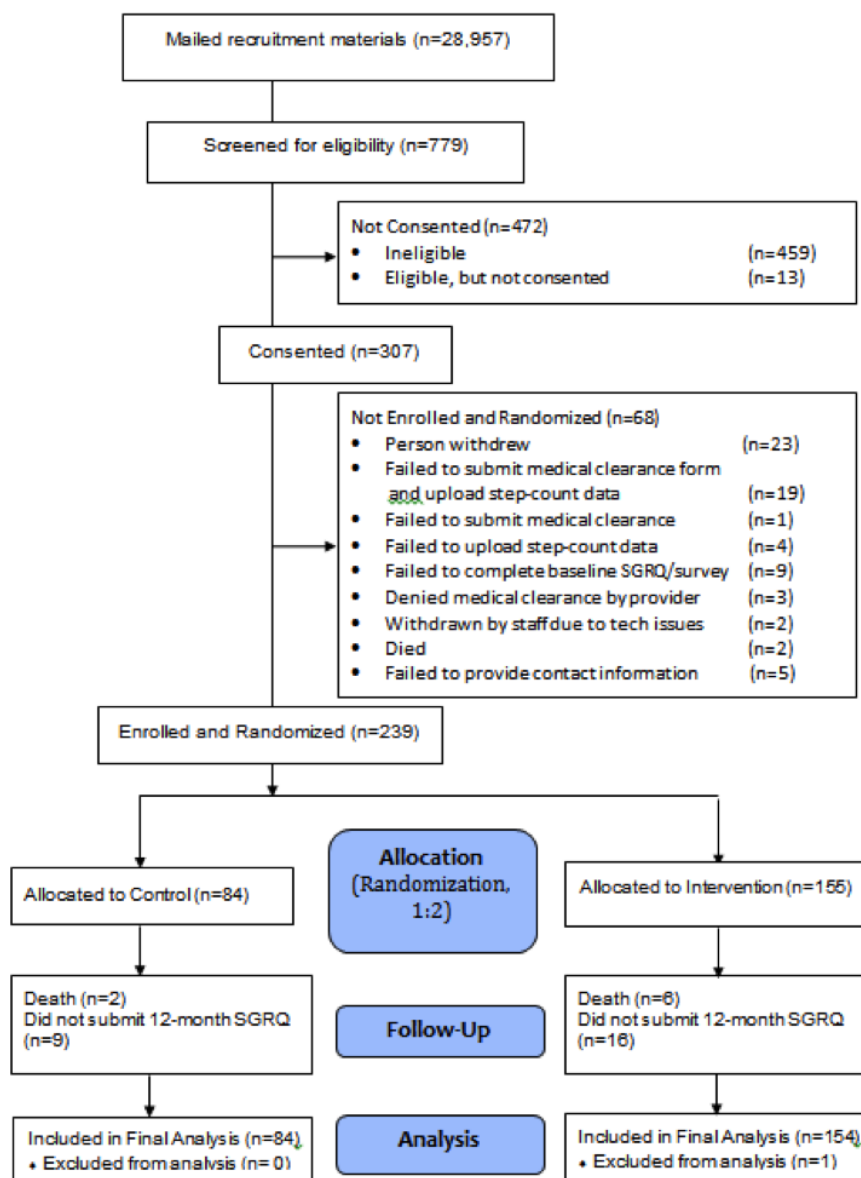 Mailed recruitment materials (n=28,957)
Screened for eligibility (n=779)
Not Consented (n=472)
• Ineligible (n=459)
• Eligible, but not consented (n=13)
Consented (n=307)
Not Enrolled and Randomized (n=68)
• Person withdrew (n=23)
• Failed to submit medical clearance form
and upload step-count data (n=19)
• Failed to submit medical clearance (n=1)
• Failed to upload step-count data (n=4)
• Failed to complete baseline SGRQ/survey (n=9)
• Denied medical clearance by provider (n=3)
• Withdrawn by staff due to tech issues (n=2)
• Died (n=2)
• Failed to provide contact information (n=5)
Enrolled and Randomized (n=239)
Allocation
(Randomization,
1:2)
Allocated to Control (n=84)
Allocated to Intervention (n=155)
Death (n=2)
Did not submit 12-month SGRQ
(n=9)
Follow-Up
Death (n=6)
Did not submit 12-month SGRQ
(n=16)
Included in Final Analysis (n=84)
♦ Excluded from analysis (n= 0)
Analysis
Included in Final Analysis (n=154)
♦ Excluded from analysis (n=1)